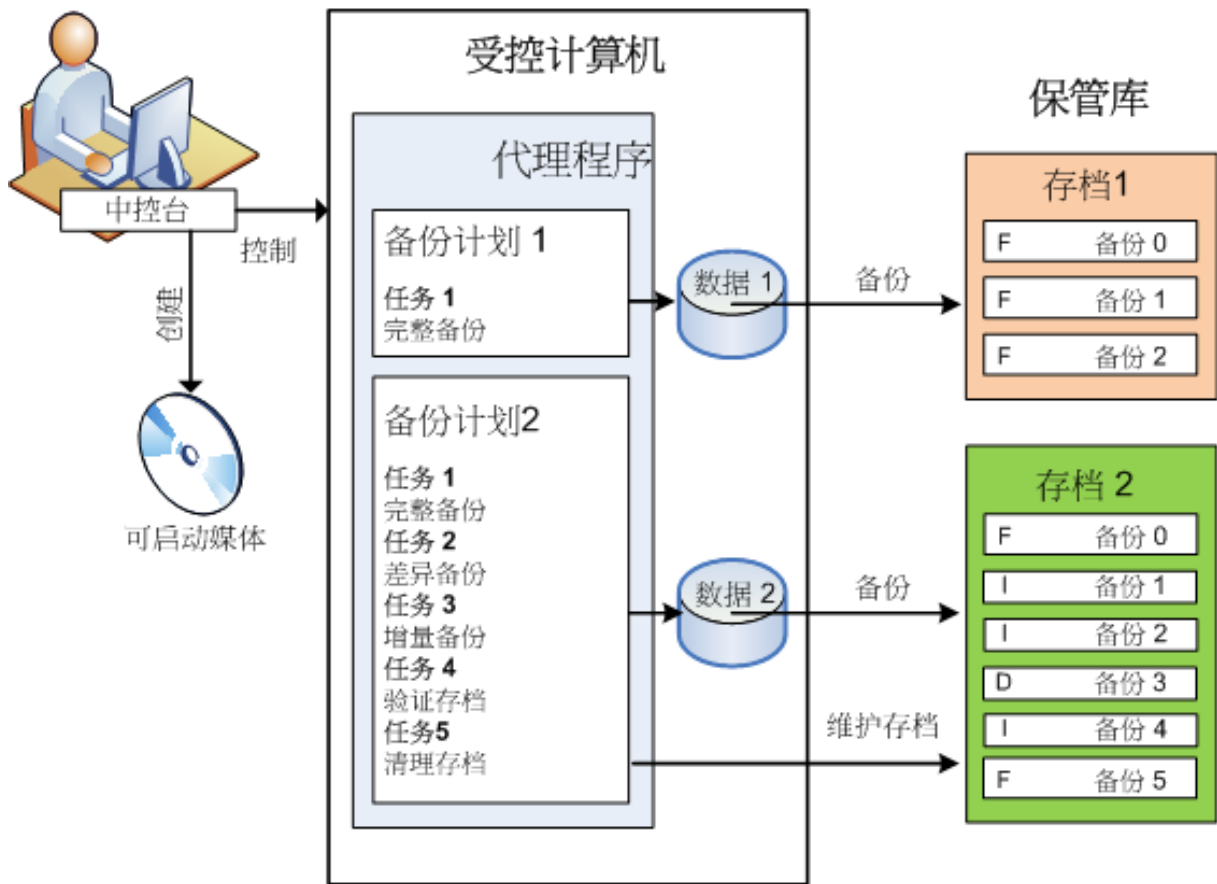 受控计算机
保管库
代理程序
中控台
控制
创建
可启动媒体
备份计划 1
任务 1
完整备份
备份计划2
任务 1
完整备份
任务 2
差异备份
任务 3
增量备份
任务 4
验证存档
任务5
清理存档
数据 1
备份
数据 2
备份
维护存档
存档1
F 备份 0
F 备份 1
F 备份 2
存档 2
F 备份 0
I 备份 1
I 备份 2
D 备份 3
I 备份 4
F 备份 5